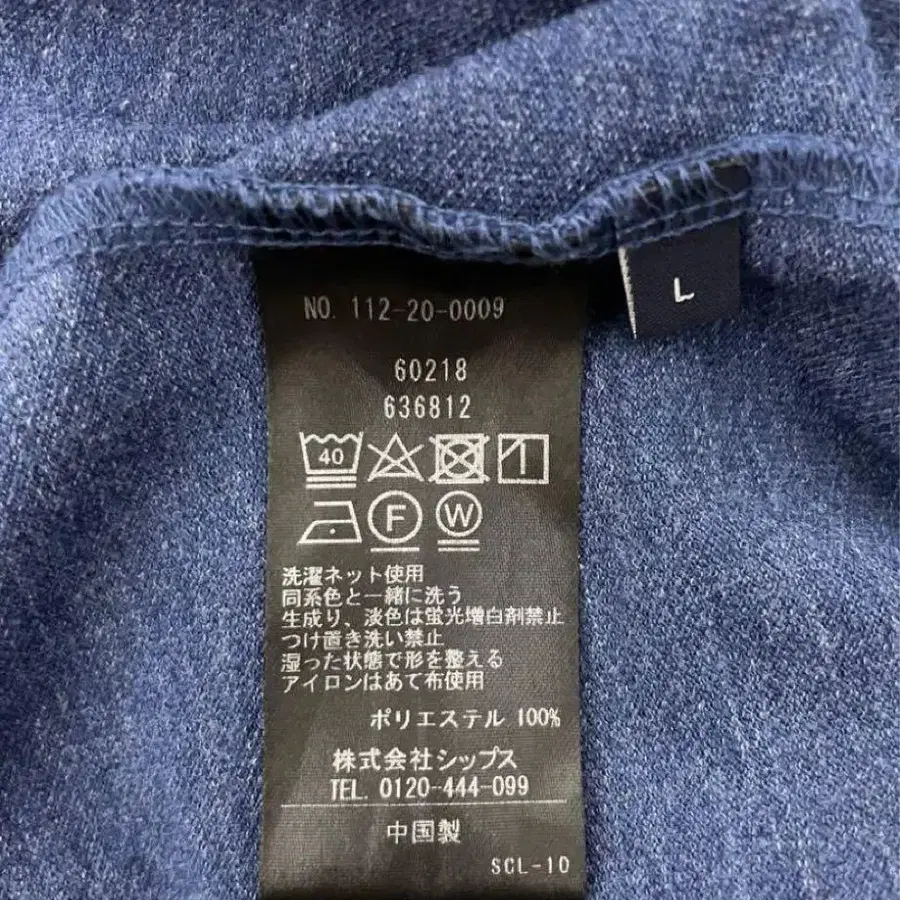 L
NO. 112-20-0009
60218
636812
40
F W
洗濯ネット使用
同系色と一緒に洗う
生成り、淡色は蛍光増白剤禁止
つけ置き洗い禁止
湿った状態で形を整える
アイロンはあて布使用
ポリエステル 100%
株式会社シップス
TEL. 0120-444-099
中国製
SCL-10